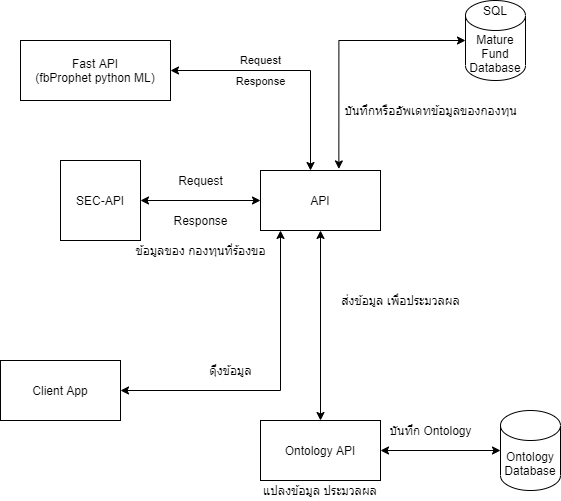 SQL
Mature
Fund
Database
Fast API
(fbProphet python ML)
Request
Response
บันทึกหรืออัพเดทข้อมูลของกองทุน
SEC-API
Request
Response
ข้อมูลของ กองทุนที่ร้องขอ
API
ส่งข้อมูล เพื่อประมวลผล
ดึงข้อมูล
Client App
Ontology API
แปลงข้อมูล ประมวลผล
บันทึก Ontology
Ontology
Database